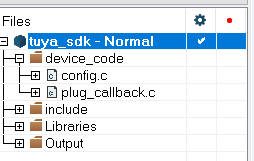 Files
tuya_sdk - Normal
device_code
config.c
plug_callback.c
include
Libraries
Output